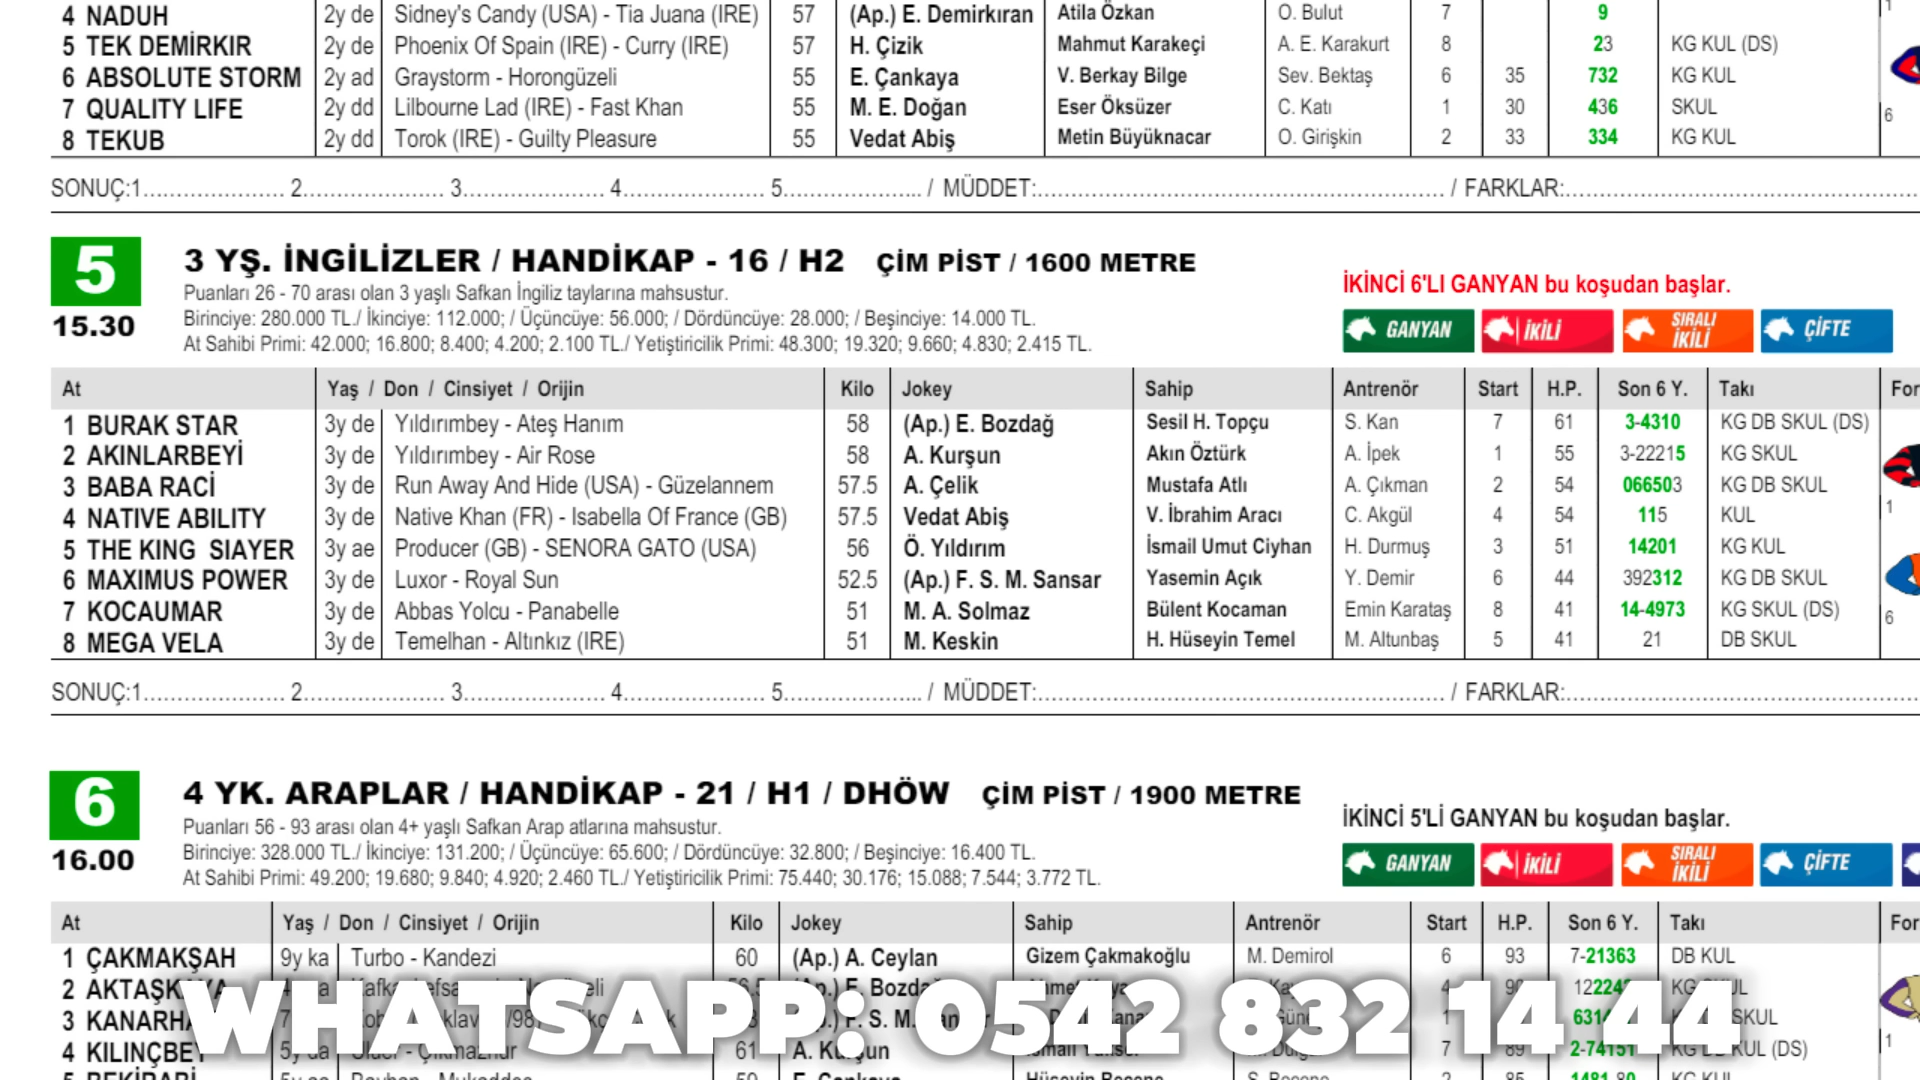 4 NADUH 2y de Sidney's Candy (USA) - Tia Juana (IRE) 57 (Ap.) E. Demirkıran Atila Özkan O. Bulut 7 9
5 TEK DEMİRKIR 2y de Phoenix Of Spain (IRE) - Curry (IRE) 57 H. Çizik Mahmut Karakeçi A. E. Karakurt 8 23 KG KUL (DS)
6 ABSOLUTE STORM 2y ad Graystorm - Horongüzeli 55 E. Çankaya V. Berkay Bilge Sev. Bektaş 6 35 732 KG KUL
7 QUALITY LIFE 2y dd Lilbourne Lad (IRE) - Fast Khan 55 M. E. Doğan Eser Öksüzer C. Katı 1 30 436 SKUL
8 TEKUB 2y dd Torok (IRE) - Guilty Pleasure 55 Vedat Abiş Metin Büyüknacar O. Girişkin 2 33 334 KG KUL
6
SONUÇ:1..................... 2..................... 3...................... 4..................... 5..................... / MÜDDET:.............................................................. / FARKLAR:......................................................
5 3 YŞ. İNGİLİZLER / HANDİKAP - 16 / H2 ÇİM PİST / 1600 METRE
15.30
Puanları 26 - 70 arası olan 3 yaşlı Safkan İngiliz taylarına mahsustur.
Birinciye: 280.000 TL./ İkinciye: 112.000; / Üçüncüye: 56.000; / Dördüncüye: 28.000; / Beşinciye: 14.000 TL.
At Sahibi Primi: 42.000; 16.800; 8.400; 4.200; 2.100 TL./ Yetiştiricilik Primi: 48.300; 19.320; 9.660; 4.830; 2.415 TL.
İKİNCİ 6'LI GANYAN bu koşudan başlar.
GANYAN İKİLİ SIRALI İKİLİ ÇİFTE
At Yaş / Don / Cinsiyet / Orijin Kilo Jokey Sahip Antrenör Start H.P. Son 6 Y. Takı For
1 BURAK STAR 3y de Yıldırımbey - Ateş Hanım 58 (Ap.) E. Bozdağ Sesil H. Topçu S. Kan 7 61 3-4310 KG DB SKUL (DS)
2 AKINLARBEYİ 3y de Yıldırımbey - Air Rose 58 A. Kurşun Akın Öztürk A. İpek 1 55 3-22215 KG SKUL
3 BABA RACİ 3y de Run Away And Hide (USA) - Güzelannem 57.5 A. Çelik Mustafa Atlı A. Çıkman 2 54 066503 KG DB SKUL
4 NATIVE ABILITY 3y de Native Khan (FR) - Isabella Of France (GB) 57.5 Vedat Abiş V. İbrahim Aracı C. Akgül 4 54 115 KUL
1
5 THE KING SIAYER 3y ae Producer (GB) - SENORA GATO (USA) 56 Ö. Yıldırım İsmail Umut Ciyhan H. Durmuş 3 51 14201 KG KUL
6 MAXIMUS POWER 3y de Luxor - Royal Sun 52.5 (Ap.) F. S. M. Sansar Yasemin Açık Y. Demir 6 44 392312 KG DB SKUL
7 KOCAUMAR 3y de Abbas Yolcu - Panabelle 51 M. A. Solmaz Bülent Kocaman Emin Karataş 8 41 14-4973 KG SKUL (DS)
6
8 MEGA VELA 3y de Temelhan - Altınkız (IRE) 51 M. Keskin H. Hüseyin Temel M. Altunbaş 5 41 21 DB SKUL
SONUÇ:1..................... 2..................... 3...................... 4..................... 5..................... / MÜDDET:.............................................................. / FARKLAR:......................................................
6 4 YK. ARAPLAR / HANDİKAP - 21 / H1 / DHÖW ÇİM PİST / 1900 METRE
16.00
Puanları 56 - 93 arası olan 4+ yaşlı Safkan Arap atlarına mahsustur.
Birinciye: 328.000 TL./ İkinciye: 131.200; / Üçüncüye: 65.600; / Dördüncüye: 32.800; / Beşinciye: 16.400 TL.
At Sahibi Primi: 49.200; 19.680; 9.840; 4.920; 2.460 TL./ Yetiştiricilik Primi: 75.440; 30.176; 15.088; 7.544; 3.772 TL.
İKİNCİ 5'Lİ GANYAN bu koşudan başlar.
GANYAN İKİLİ SIRALI İKİLİ ÇİFTE
At Yaş / Don / Cinsiyet / Orijin Kilo Jokey Sahip Antrenör Start H.P. Son 6 Y. Takı For
1 ÇAKMAKŞAH 9y ka Turbo - Kandezi 60 (Ap.) A. Ceylan Gizem Çakmakoğlu M. Demirol 6 93 7-21363 DB KUL
2
3
4 61 A. Kurşun 7 89 2-74151 KUL (DS)
1
WHATSAPP: 0542 832 14 44